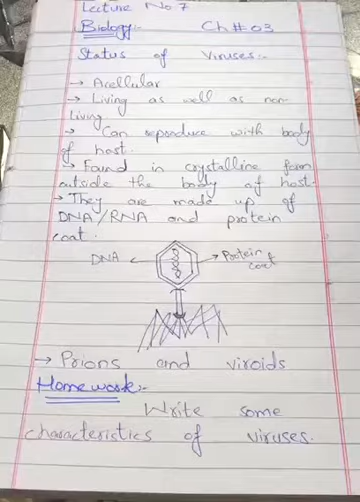 Lecture No 7
Biology:- Ch # 03
Status of Viruses:-
→ Acellular
→ Living as well as non-
Living
→ Can reproduce with body
of host.
→ Found in crystalline form
outside the body of host.
→ They are made up of
DNA/RNA and protein
coat.
DNA Protein
coat
→ Prions and viroids
Home work:-
Write some
characteristics of viruses.